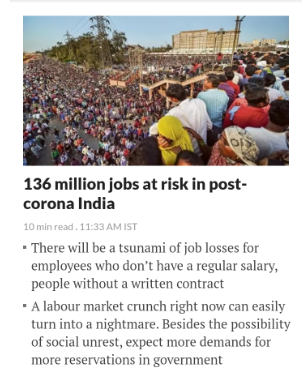 136 million jobs at risk in post-
corona India
10 min read . 11:33 AM IST
▪ There will be a tsunami of job losses for
employees who don't have a regular salary,
people without a written contract
▪ A labour market crunch right now can easily
turn into a nightmare. Besides the possibility
of social unrest, expect more demands for
more reservations in government